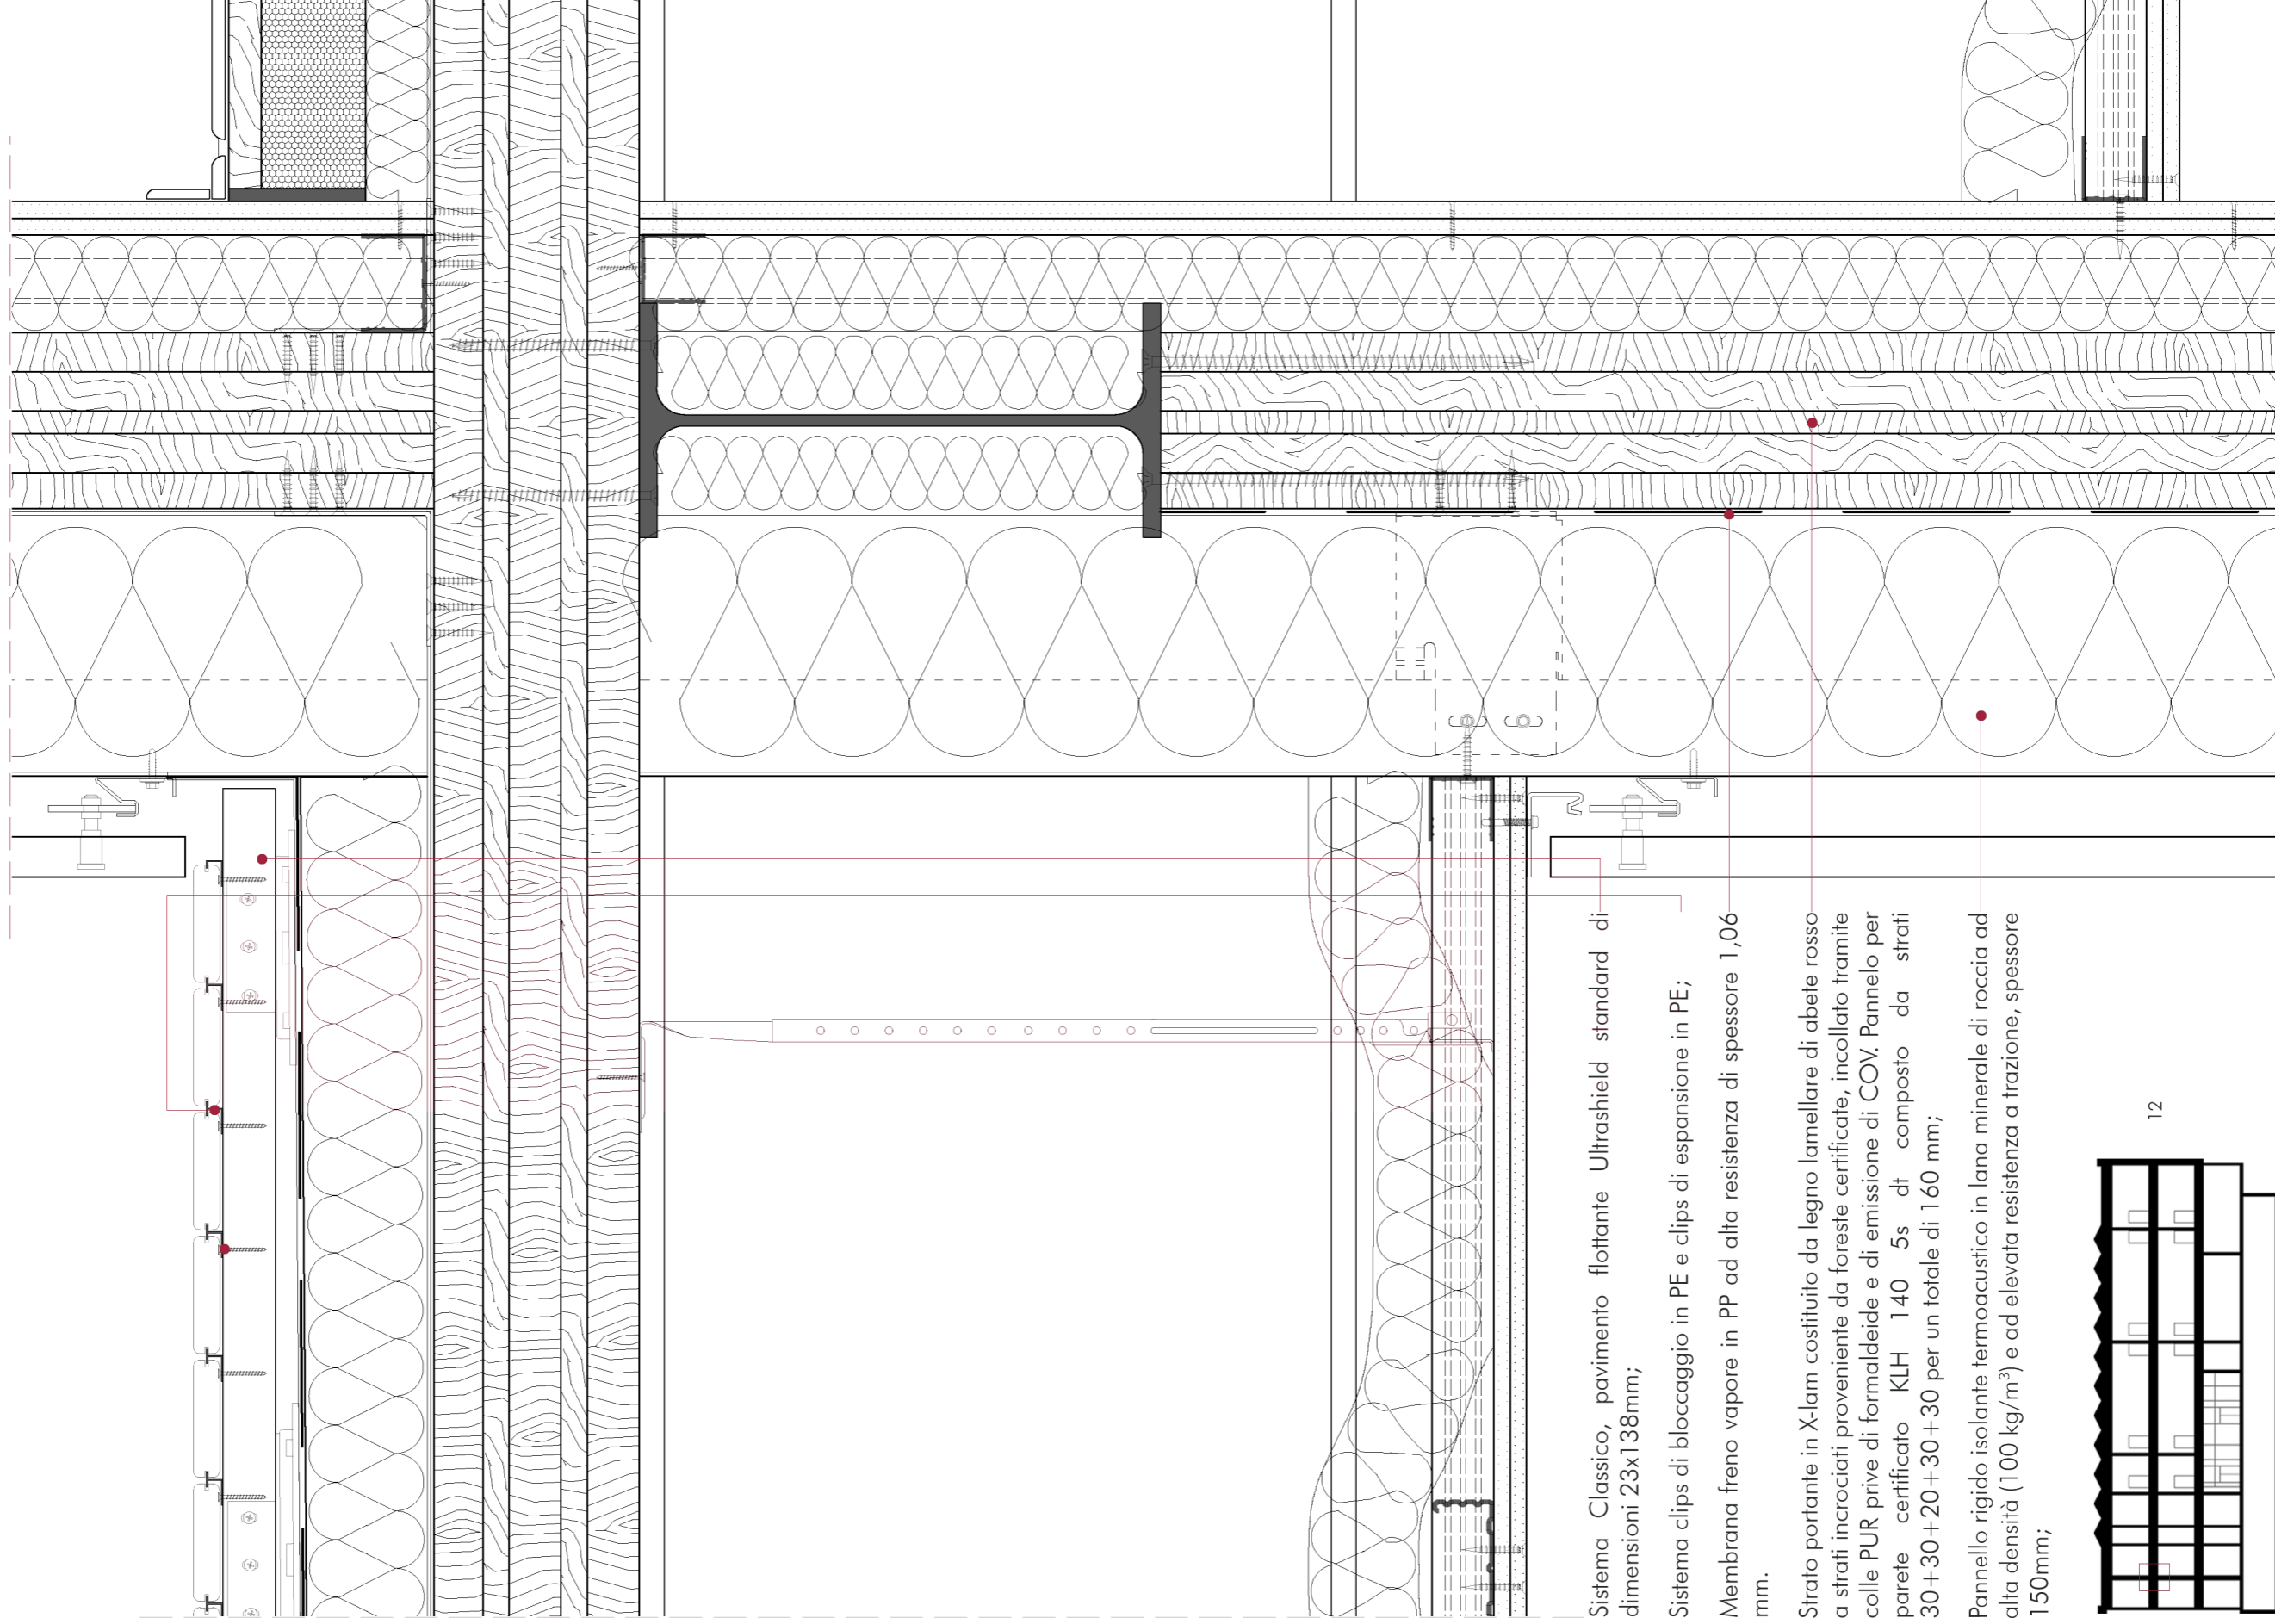 Sistema Classico, pavimento flottante Ultrashield standard di
dimensioni 23x138mm;
Sistema clips di bloccaggio in PE e clips di espansione in PE;
Membrana freno vapore in PP ad alta resistenza di spessore 1,06
mm.
Strato portante in X-lam costituito da legno lamellare di abete rosso
a strati incrociati proveniente da foreste certificate, incollato tramite
colle PUR prive di formaldeide e di emissione di COV. Pannelo per
parete certificato KLH 140 5s dt composto da strati
30+30+20+30+30 per un totale di 160 mm;
Pannello rigido isolante termoacustico in lana minerale di roccia ad
alta densità (100 kg/m³) e ad elevata resistenza a trazione, spessore
150mm;
12